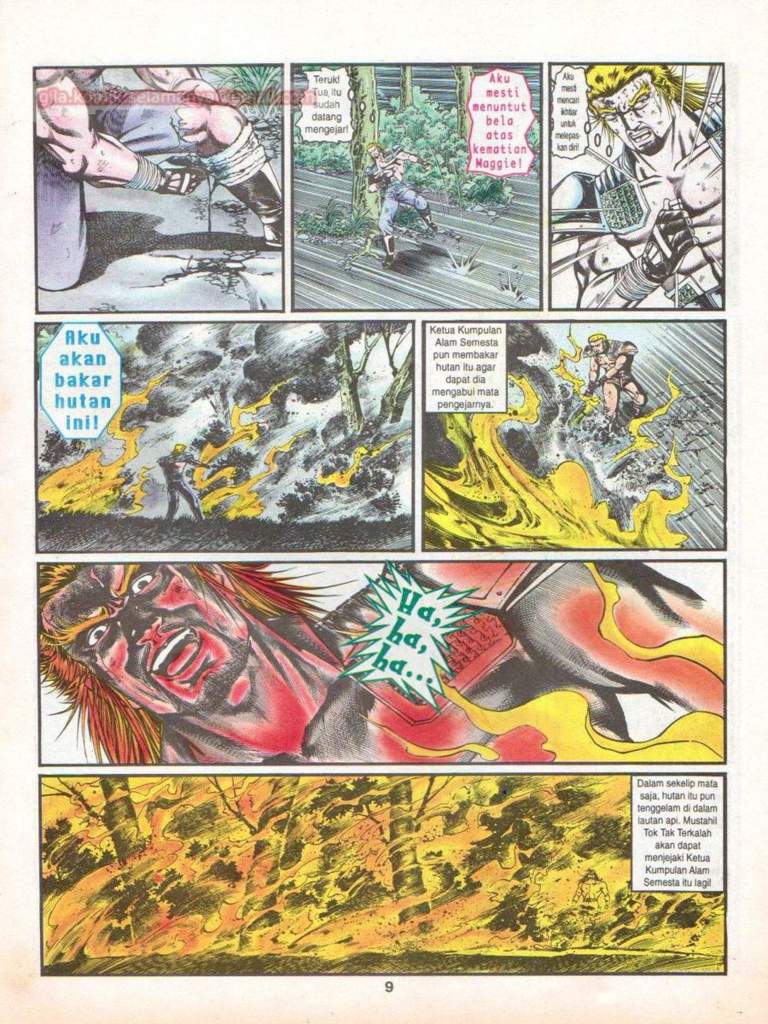 Teruk!
Tua itu
sudah
datang
mengejar!
Aku
mesti
menuntut
bela
atas
kematian
Maggie!
Aku
mesti
mencari
ikhtiar
untuk
melepas-
kan diri!
Aku
akan
bakar
hutan
ini!
Ketua Kumpulan
Alam Semesta
pun membakar
hutan itu agar
dapat dia
mengabui mata
pengejarnya.
Ha,
ha,
ha...
Dalam sekelip mata
saja, hutan itu pun
tenggelam di dalam
lautan api. Mustahil
Tok Tak Terkalah
akan dapat
menjejaki Ketua
Kumpulan Alam
Semesta itu lagi!
9